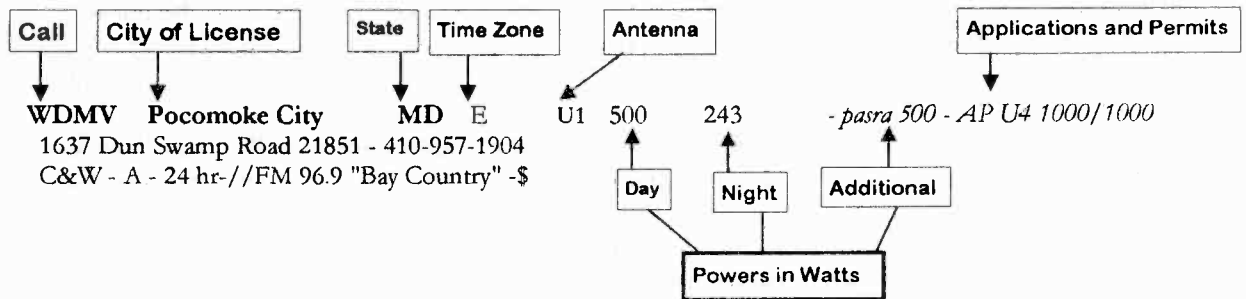 Call City of License State Time Zone Antenna Applications and Permits
WDMV Pocomoke City MD E U1 500 243 - pasra 500 - AP U4 1000/1000
1637 Dun Swamp Road 21851 - 410-957-1904
C&W - A - 24 hr-//FM 96.9 "Bay Country" -$
Day Night Additional
Powers in Watts